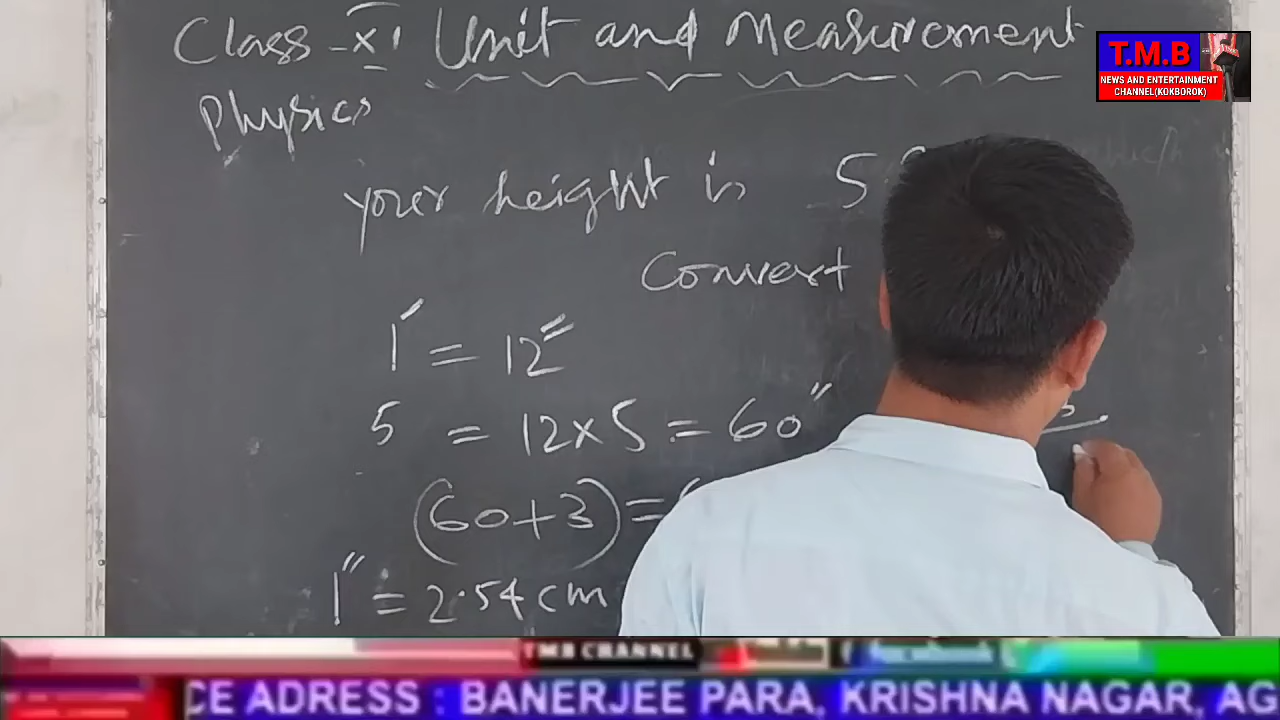 Class - XI Unit and Measurement
Physics
your height is 5
Convert
1' = 12"
5 = 12×5 = 60"
(60+3) =
1" = 2.54 cm
T.M.B
NEWS AND ENTERTAINMENT
CHANNEL(KOKBOROK)
TMB CHANNEL
CE ADRESS : BANERJEE PARA, KRISHNA NAGAR, AG